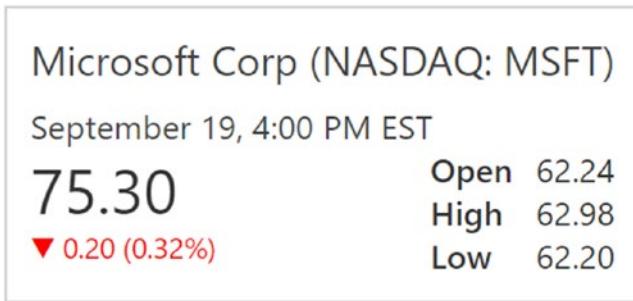 Microsoft Corp (NASDAQ: MSFT)
September 19, 4:00 PM EST
75.30
▼ 0.20 (0.32%)
Open 62.24
High 62.98
Low 62.20